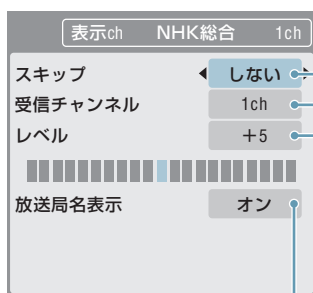 表示ch NHK総合 1ch
スキップ しない
受信チャンネル 1ch
レベル +5
放送局名表示 オン